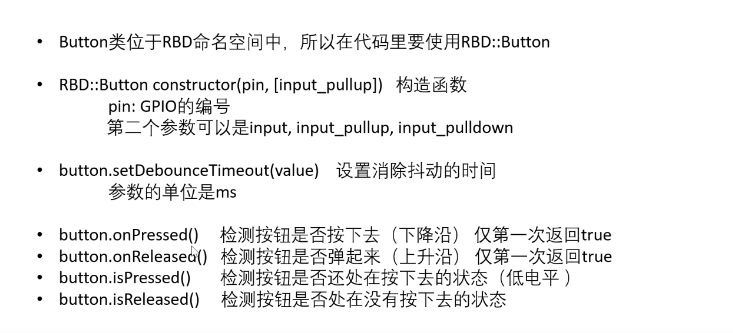 • Button类位于RBD命名空间中，所以在代码里要使用RBD::Button
• RBD::Button constructor(pin, [input_pullup]) 构造函数
pin: GPIO的编号
第二个参数可以是input, input_pullup, input_pulldown
• button.setDebounceTimeout(value) 设置消除抖动的时间
参数的单位是ms
• button.onPressed() 检测按钮是否按下去（下降沿） 仅第一次返回true
• button.onReleased() 检测按钮是否弹起来（上升沿） 仅第一次返回true
• button.isPressed() 检测按钮是否还处在按下去的状态（低电平 ）
• button.isReleased() 检测按钮是否处在没有按下去的状态